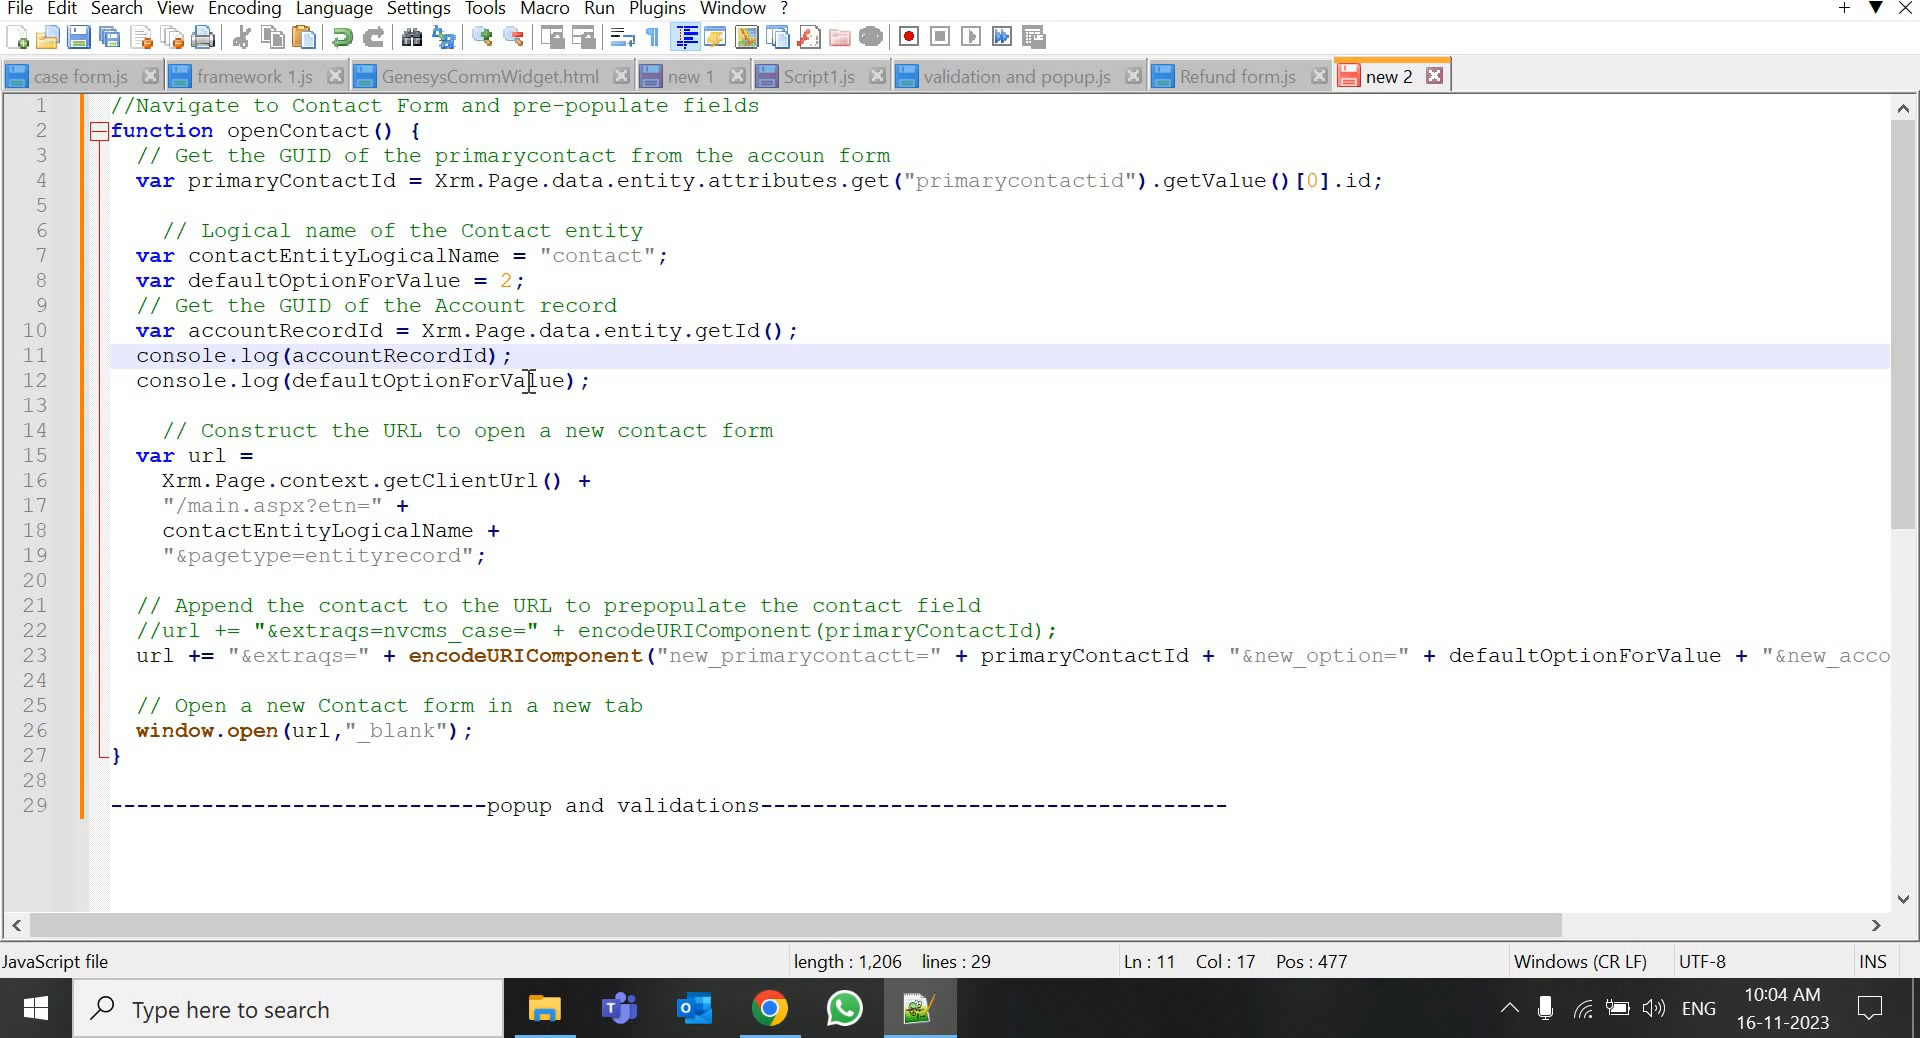 File Edit Search View Encoding Language Settings Tools Macro Run Plugins Window ?
case form.js framework 1.js GenesysCommWidget.html new 1 Script1.js validation and popup.js Refund form.js new 2
1 //Navigate to Contact Form and pre-populate fields
2 function openContact() {
3 // Get the GUID of the primarycontact from the accoun form
4 var primaryContactId = Xrm.Page.data.entity.attributes.get("primarycontactid").getValue()[0].id;
5
6 // Logical name of the Contact entity
7 var contactEntityLogicalName = "contact";
8 var defaultOptionForValue = 2;
9 // Get the GUID of the Account record
10 var accountRecordId = Xrm.Page.data.entity.getId();
11 console.log(accountRecordId);
12 console.log(defaultOptionForValue);
13
14 // Construct the URL to open a new contact form
15 var url =
16 Xrm.Page.context.getClientUrl() +
17 "/main.aspx?etn=" +
18 contactEntityLogicalName +
19 "&pagetype=entityrecord";
20
21 // Append the contact to the URL to prepopulate the contact field
22 //url += "&extraqs=nvcms_case=" + encodeURIComponent(primaryContactId);
23 url += "&extraqs=" + encodeURIComponent("new_primarycontactt=" + primaryContactId + "&new_option=" + defaultOptionForValue + "&new_acco
24
25 // Open a new Contact form in a new tab
26 window.open(url,"_blank");
27 }
28
29 -----------------------------popup and validations------------------------------------
JavaScript file length : 1,206 lines : 29 Ln : 11 Col : 17 Pos : 477 Windows (CR LF) UTF-8 INS
Type here to search ENG 10:04 AM
16-11-2023